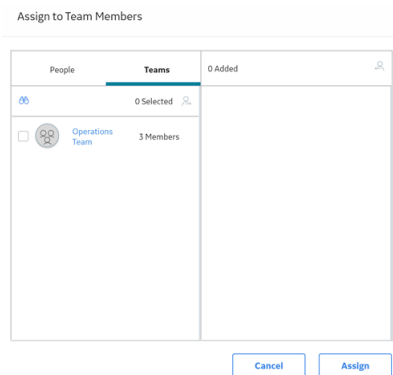 Assign to Team Members
People
Teams
0 Added
0 Selected
Operations
Team
3 Members
Cancel
Assign